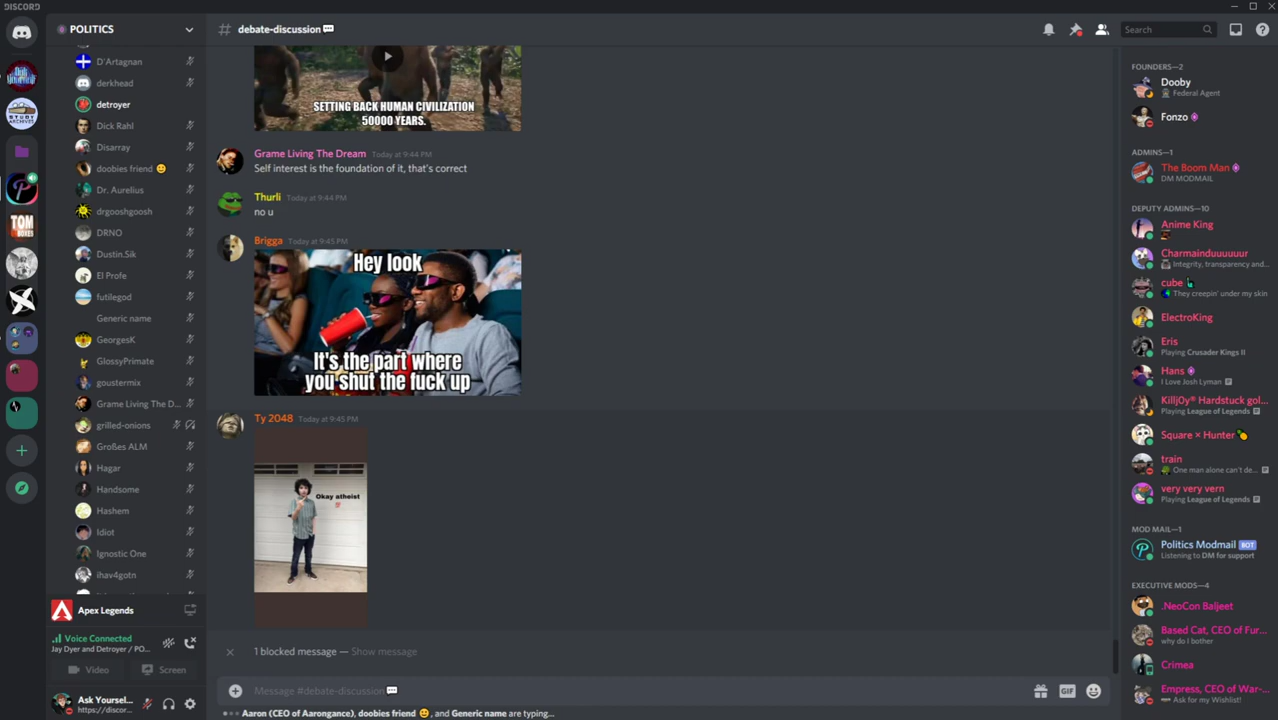 DISCORD
POLITICS
D'Artagnan
derkhead
detroyer
Dick Rahl
Disarray
doobies friend 🙂
Dr. Aurelius
drgooshgoosh
DRNO
Dustin.Sik
El Profe
futilegod
Generic name
GeorgesK
GlossyPrimate
goustermix
Grame Living The D...
grilled-onions
Großes ALM
Hagar
Handsome
Hashem
Idiot
Ignostic One
ihav4gotn
Apex Legends
Voice Connected
Jay Dyer and Detroyer / PO...
Video
Screen
Ask Yoursel...
https://discor...
# debate-discussion💬
Search
SETTING BACK HUMAN CIVILIZATION
50000 YEARS.
Grame Living The Dream Today at 9:44 PM
Self interest is the foundation of it, that's correct
Thurli Today at 9:44 PM
no u
Brigga Today at 9:45 PM
Hey look
It's the part where
you shut the fuck up
Ty 2048 Today at 9:45 PM
Okay atheist
1 blocked message — Show message
Message #debate-discussion💬
GIF
Aaron (CEO of Aarongance), doobies friend 🙂, and Generic name are typing...
FOUNDERS—2
Dooby
Federal Agent
Fonzo
ADMINS—1
The Boom Man
DM MODMAIL
DEPUTY ADMINS—10
Anime King
Charmainduuuuuur
Integrity, transparency and...
cube
They creepin' under my skin
ElectroKing
Eris
Playing Crusader Kings II
Hans
I Love Josh Lyman
Killj0y® Hardstuck gol...
Playing League of Legends
Square × Hunter 🍍
train
One man alone can't de...
very very vern
Playing League of Legends
MOD MAIL—1
Politics Modmail BOT
Listening to DM for support
EXECUTIVE MODS—4
.NeoCon Baljeet
Based Cat, CEO of Fur...
why do I bother
Crimea
Empress, CEO of War-...
Ask for my Wishlist!